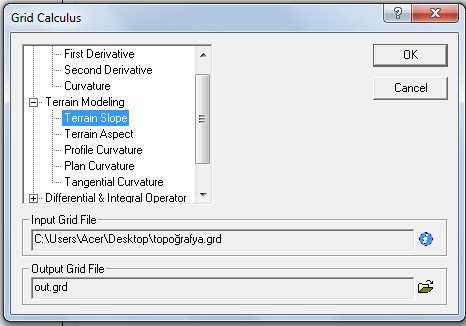 Grid Calculus
First Derivative
Second Derivative
Curvature
Terrain Modeling
Terrain Slope
Terrain Aspect
Profile Curvature
Plan Curvature
Tangential Curvature
Differential & Integral Operator
OK
Cancel
Input Grid File
C:\Users\Acer\Desktop\topoğrafya.grd
Output Grid File
out.grd